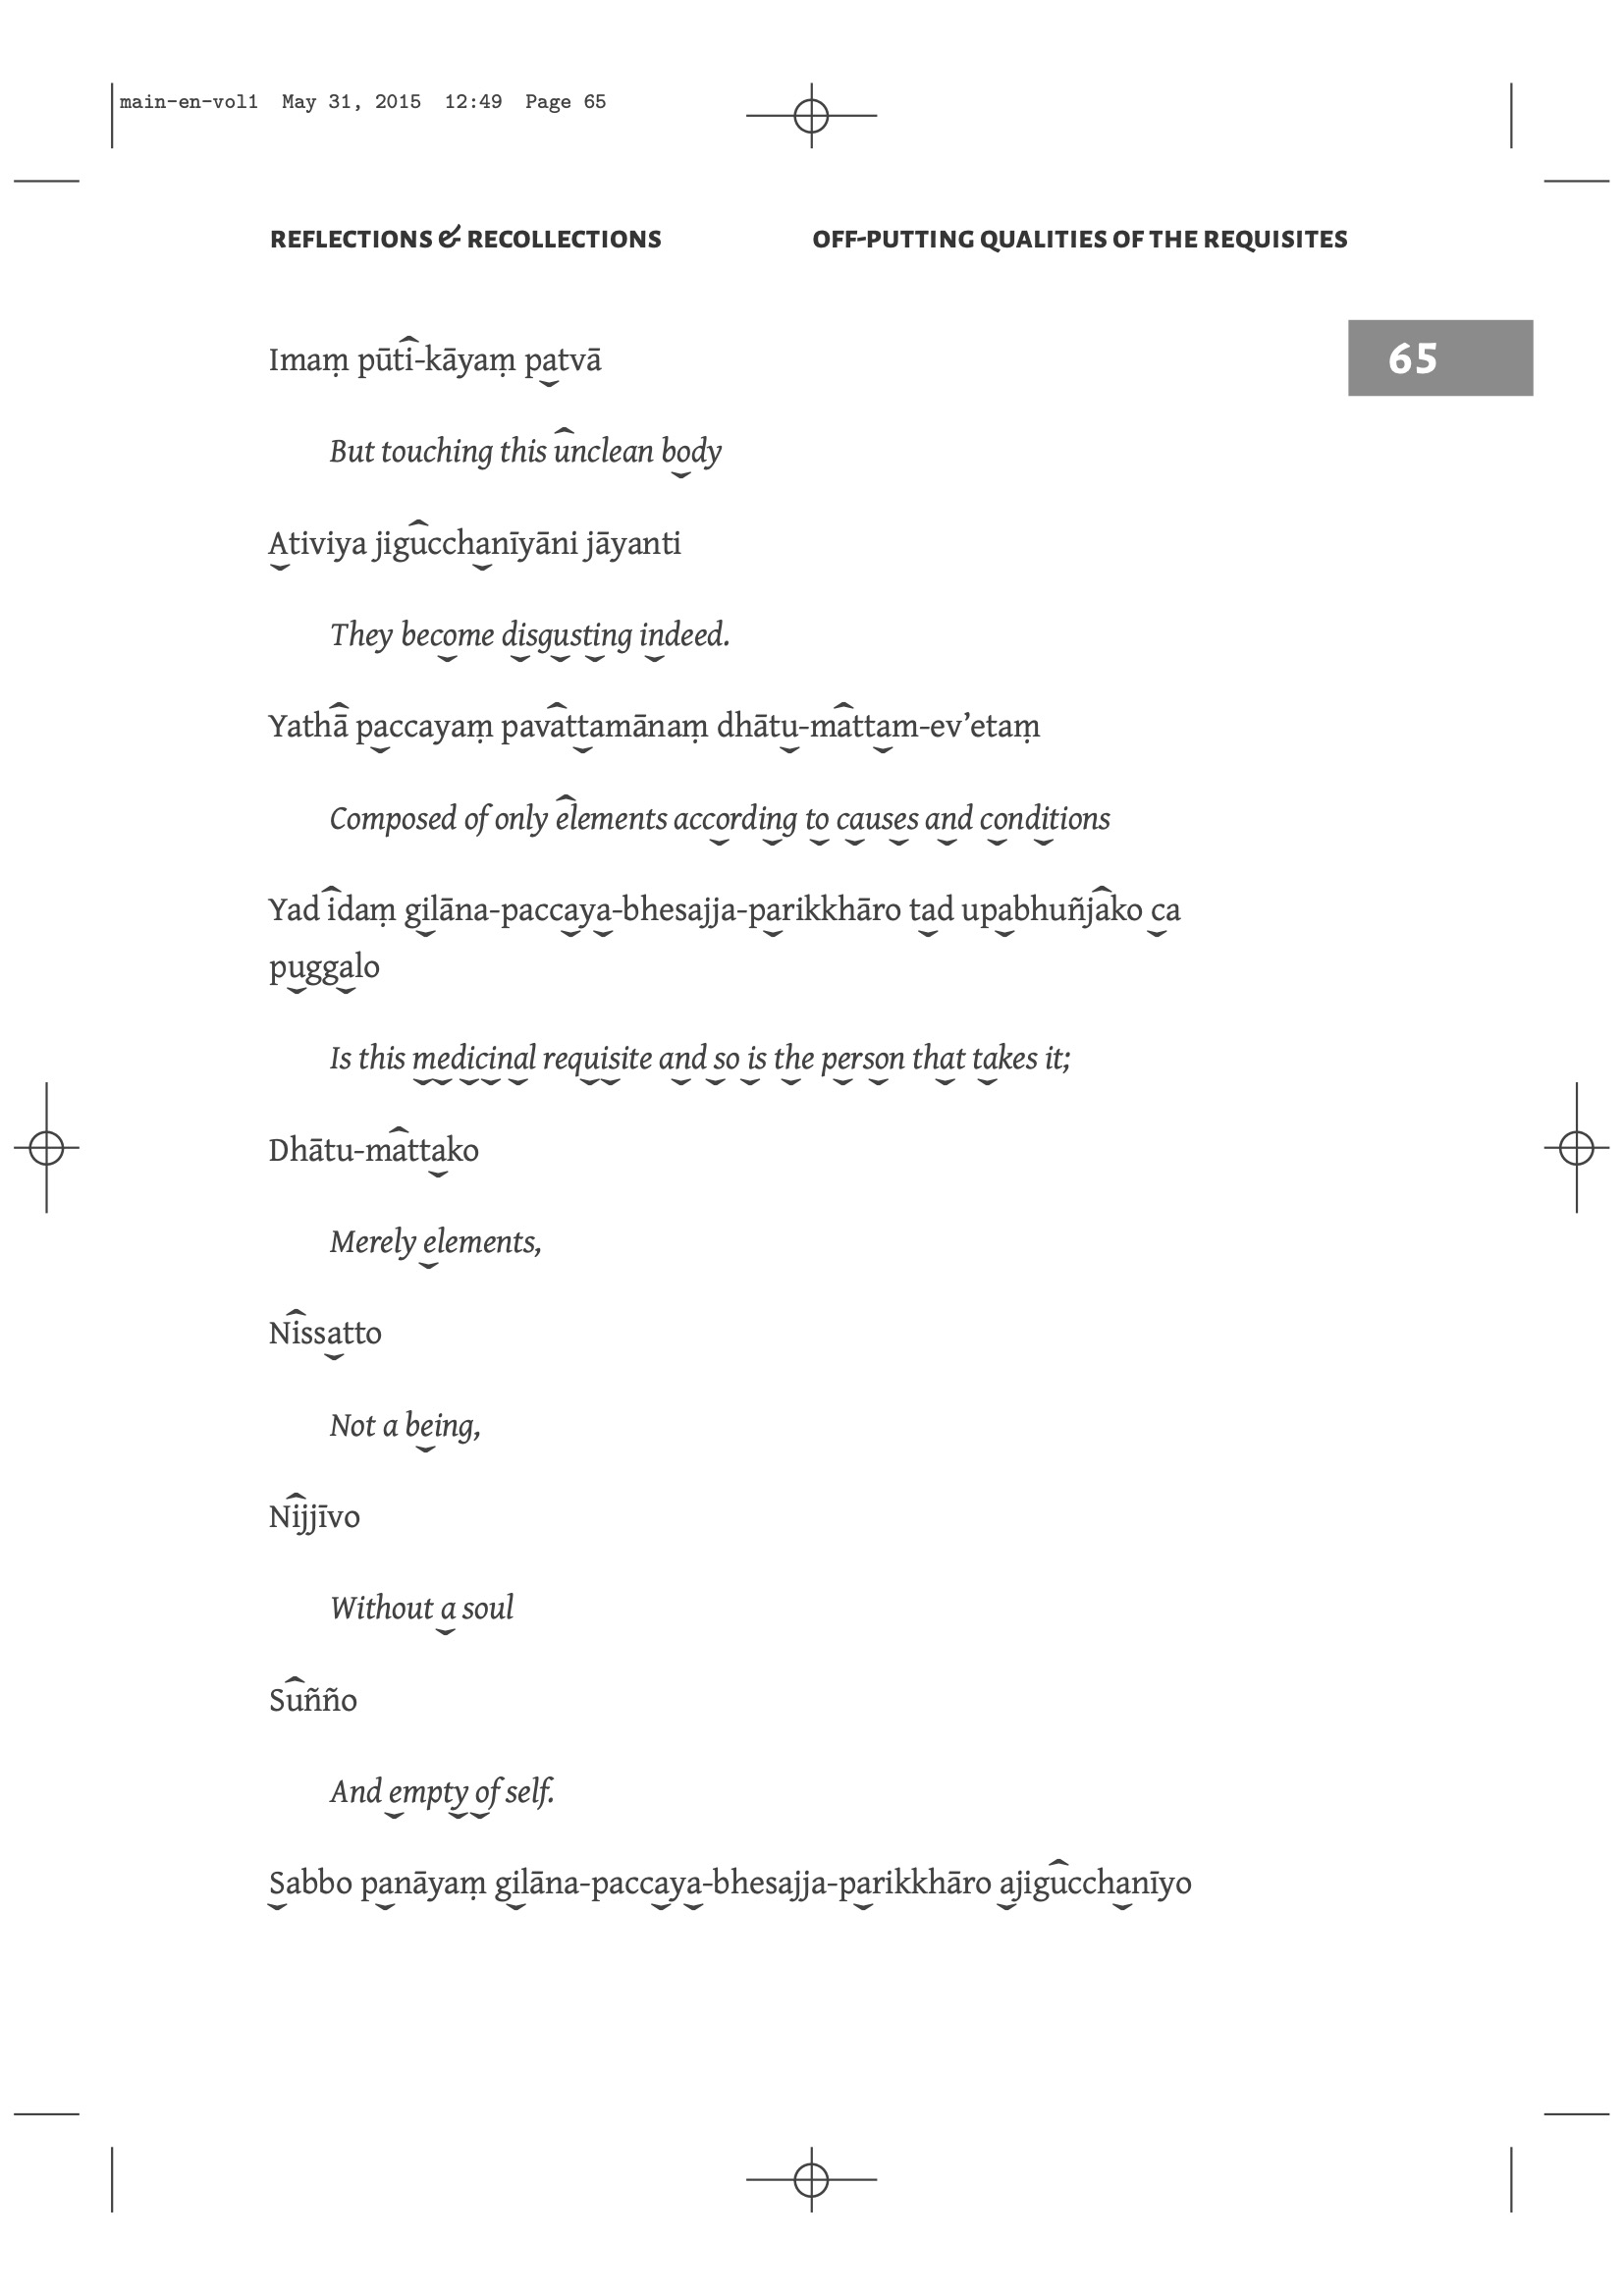 main-en-vol1 May 31, 2015 12:49 Page 65
REFLECTIONS & RECOLLECTIONS OFF-PUTTING QUALITIES OF THE REQUISITES
65
Imaṃ pūti-kāyaṃ patvā
But touching this unclean body
Ativiya jigucchanīyāni jāyanti
They become disgusting indeed.
Yathā paccayaṃ pavattamānaṃ dhātu-mattam-ev’etaṃ
Composed of only elements according to causes and conditions
Yad idaṃ gilāna-paccaya-bhesajja-parikkhāro tad upabhuñjako ca
puggalo
Is this medicinal requisite and so is the person that takes it;
Dhātu-mattako
Merely elements,
Nissatto
Not a being,
Nijjīvo
Without a soul
Suñño
And empty of self.
Sabbo panāyaṃ gilāna-paccaya-bhesajja-parikkhāro ajigucchanīyo